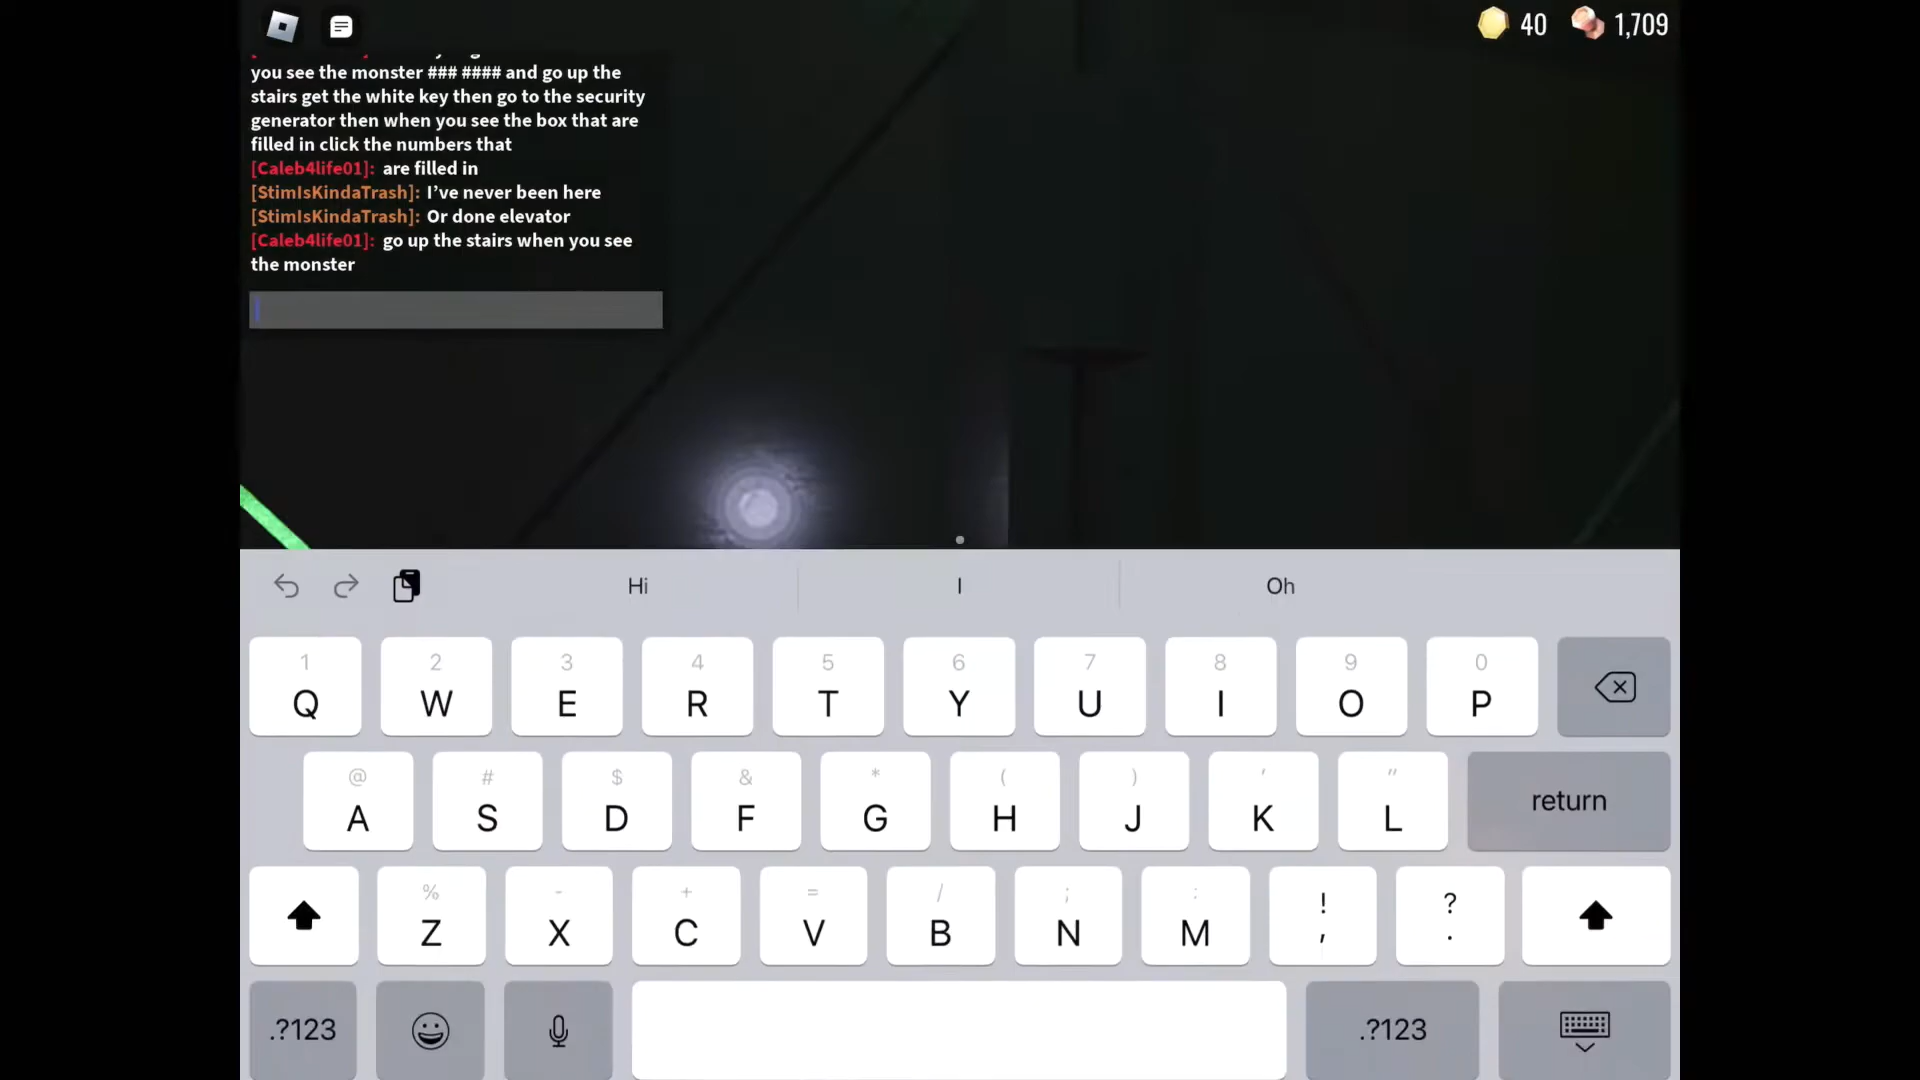 40 1,709
you see the monster ### #### and go up the
stairs get the white key then go to the security
generator then when you see the box that are
filled in click the numbers that
[Caleb4life01]: are filled in
[StimIsKindaTrash]: I’ve never been here
[StimIsKindaTrash]: Or done elevator
[Caleb4life01]: go up the stairs when you see
the monster
Hi I Oh
1 2 3 4 5 6 7 8 9 0
Q W E R T Y U I O P
@ # $ & * ( ) ' "
A S D F G H J K L return
% - + = / ; : ! ?
Z X C V B N M , .
.?123 .?123